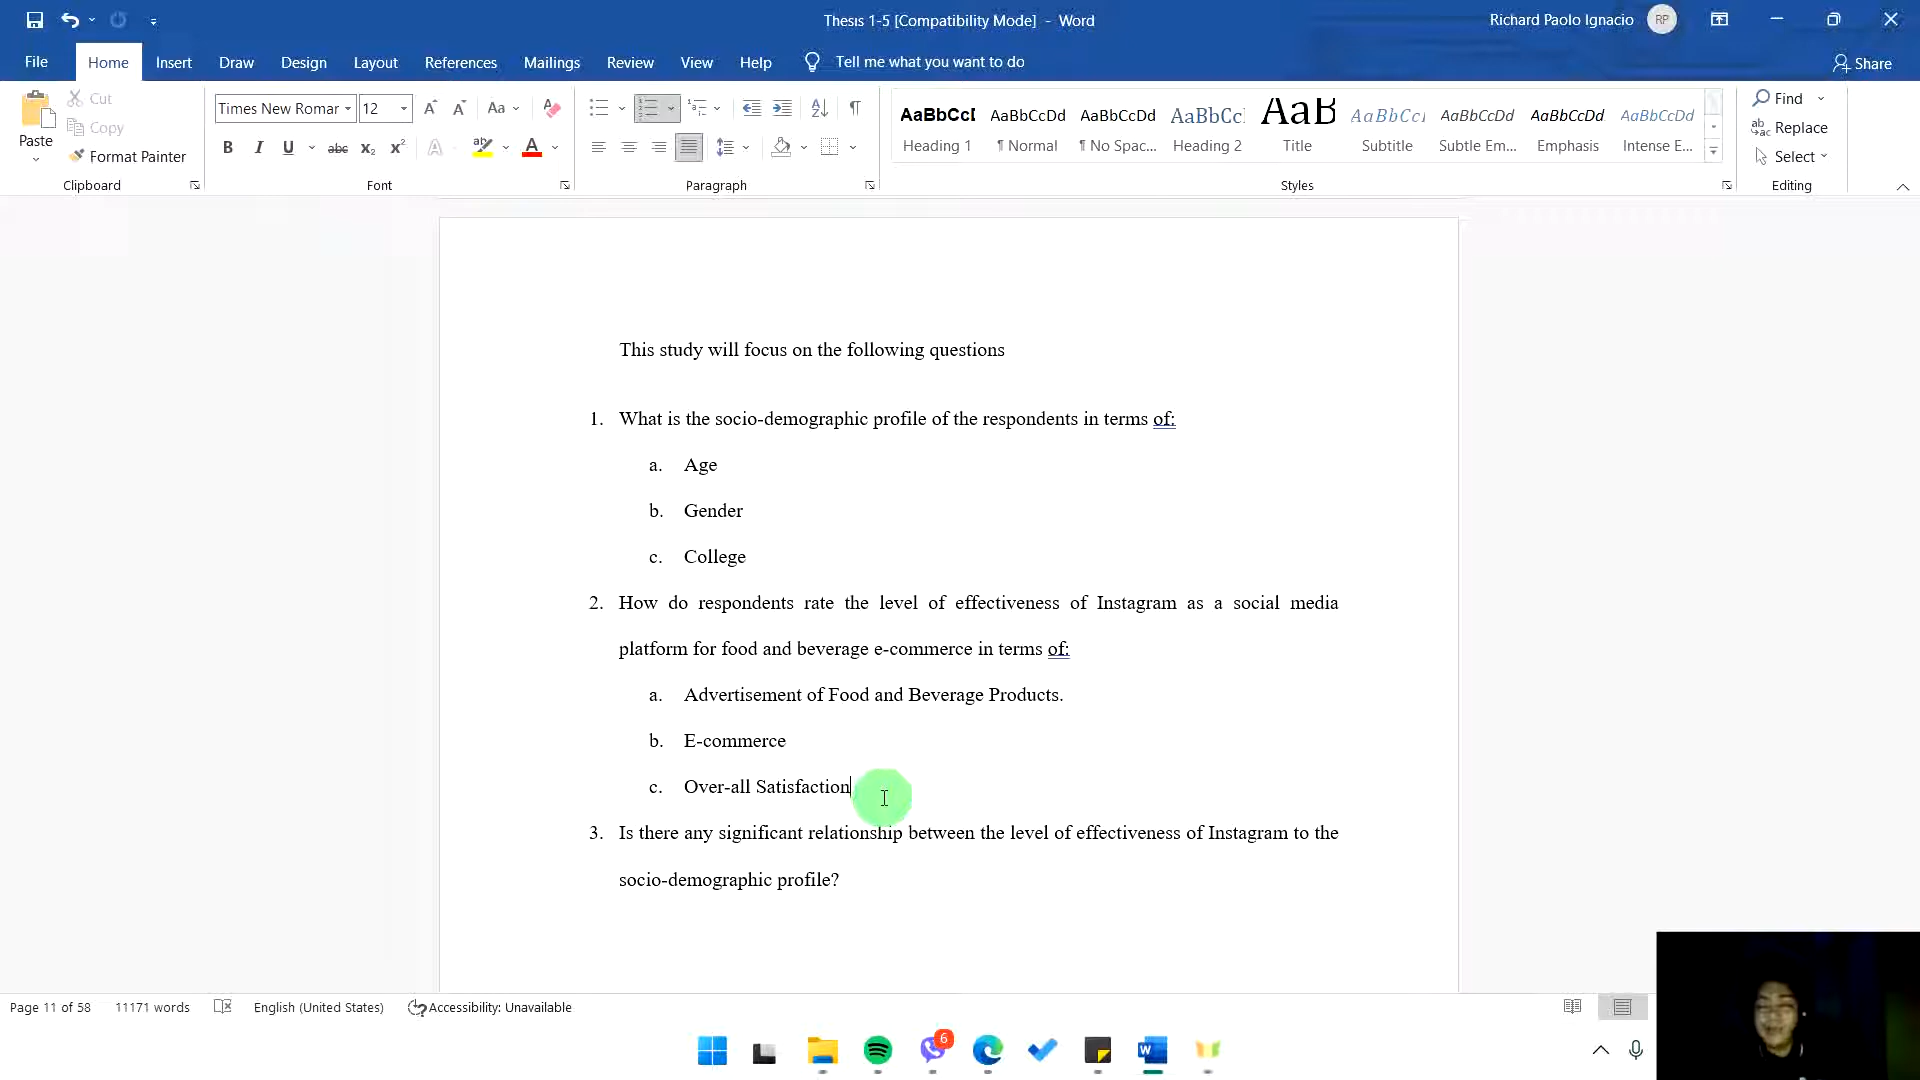 Thesis 1-5 [Compatibility Mode] - Word
Richard Paolo Ignacio
RP
File
Home
Insert
Draw
Design
Layout
References
Mailings
Review
View
Help
Tell me what you want to do
Share
Paste
Cut
Copy
Format Painter
Clipboard
Times New Romar
12
Aa
B I U abc x₂ x²
A
A
Font
Paragraph
AaBbCcI
Heading 1
AaBbCcDd
¶ Normal
AaBbCcDd
¶ No Spac...
AaBbCc
Heading 2
AaB
Title
AaBbCcI
Subtitle
AaBbCcDd
Subtle Em...
AaBbCcDd
Emphasis
AaBbCcDd
Intense E...
Styles
Find
Replace
Select
Editing
This study will focus on the following questions
1. What is the socio-demographic profile of the respondents in terms of:
a. Age
b. Gender
c. College
2. How do respondents rate the level of effectiveness of Instagram as a social media
platform for food and beverage e-commerce in terms of:
a. Advertisement of Food and Beverage Products.
b. E-commerce
c. Over-all Satisfaction
3. Is there any significant relationship between the level of effectiveness of Instagram to the
socio-demographic profile?
Page 11 of 58
11171 words
English (United States)
Accessibility: Unavailable
6
W